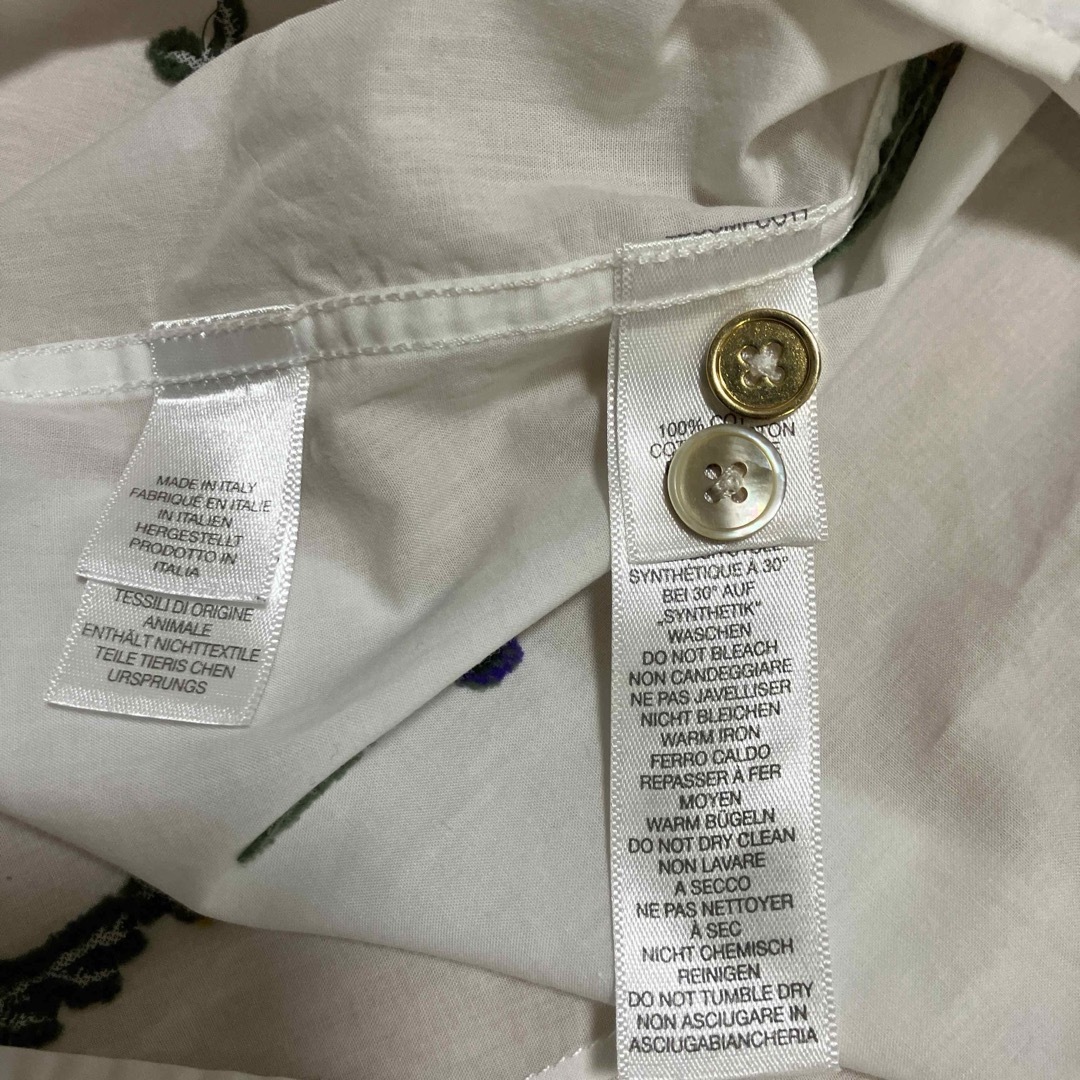 MADE IN ITALY
FABRIQUÉ EN ITALIE
IN ITALIEN
HERGESTELLT
PRODOTTO IN
ITALIA
TESSILI DI ORIGINE
ANIMALE
ENTHÄLT NICHTTEXTILE
TEILE TIERIS CHEN
URSPRUNGS
100%
SYNTHÉTIQUE À 30°
BEI 30° AUF
„SYNTHETIK“
WASCHEN
DO NOT BLEACH
NON CANDEGGIARE
NE PAS JAVELLISER
NICHT BLEICHEN
WARM IRON
FERRO CALDO
REPASSER À FER
MOYEN
WARM BÜGELN
DO NOT DRY CLEAN
NON LAVARE
A SECCO
NE PAS NETTOYER
À SEC
NICHT CHEMISCH
REINIGEN
DO NOT TUMBLE DRY
NON ASCIUGARE IN
ASCIUGABIANCHERIA